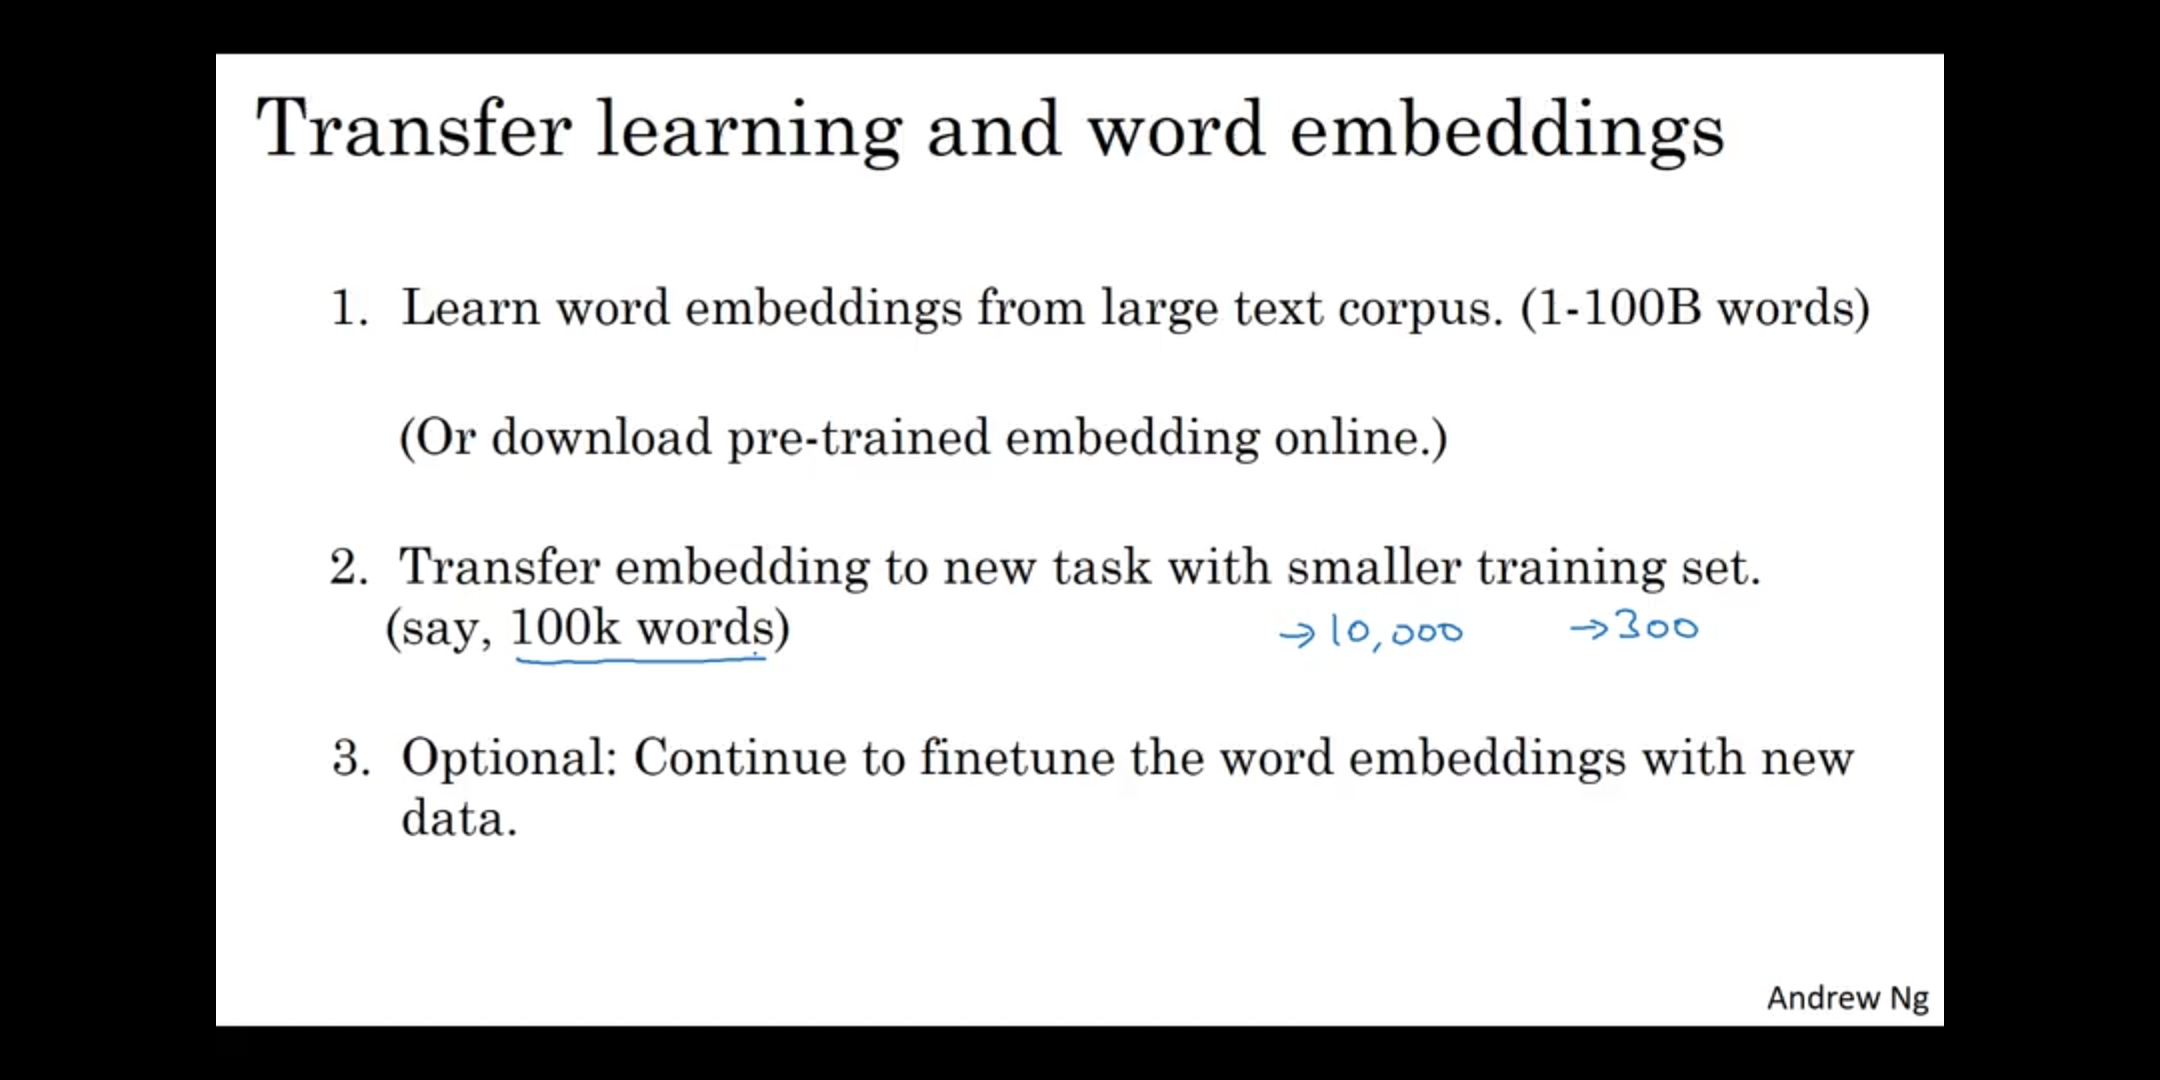 Transfer learning and word embeddings
1. Learn word embeddings from large text corpus. (1-100B words)
(Or download pre-trained embedding online.)
2. Transfer embedding to new task with smaller training set.
(say, 100k words) →10,000 →300
3. Optional: Continue to finetune the word embeddings with new
data.
Andrew Ng